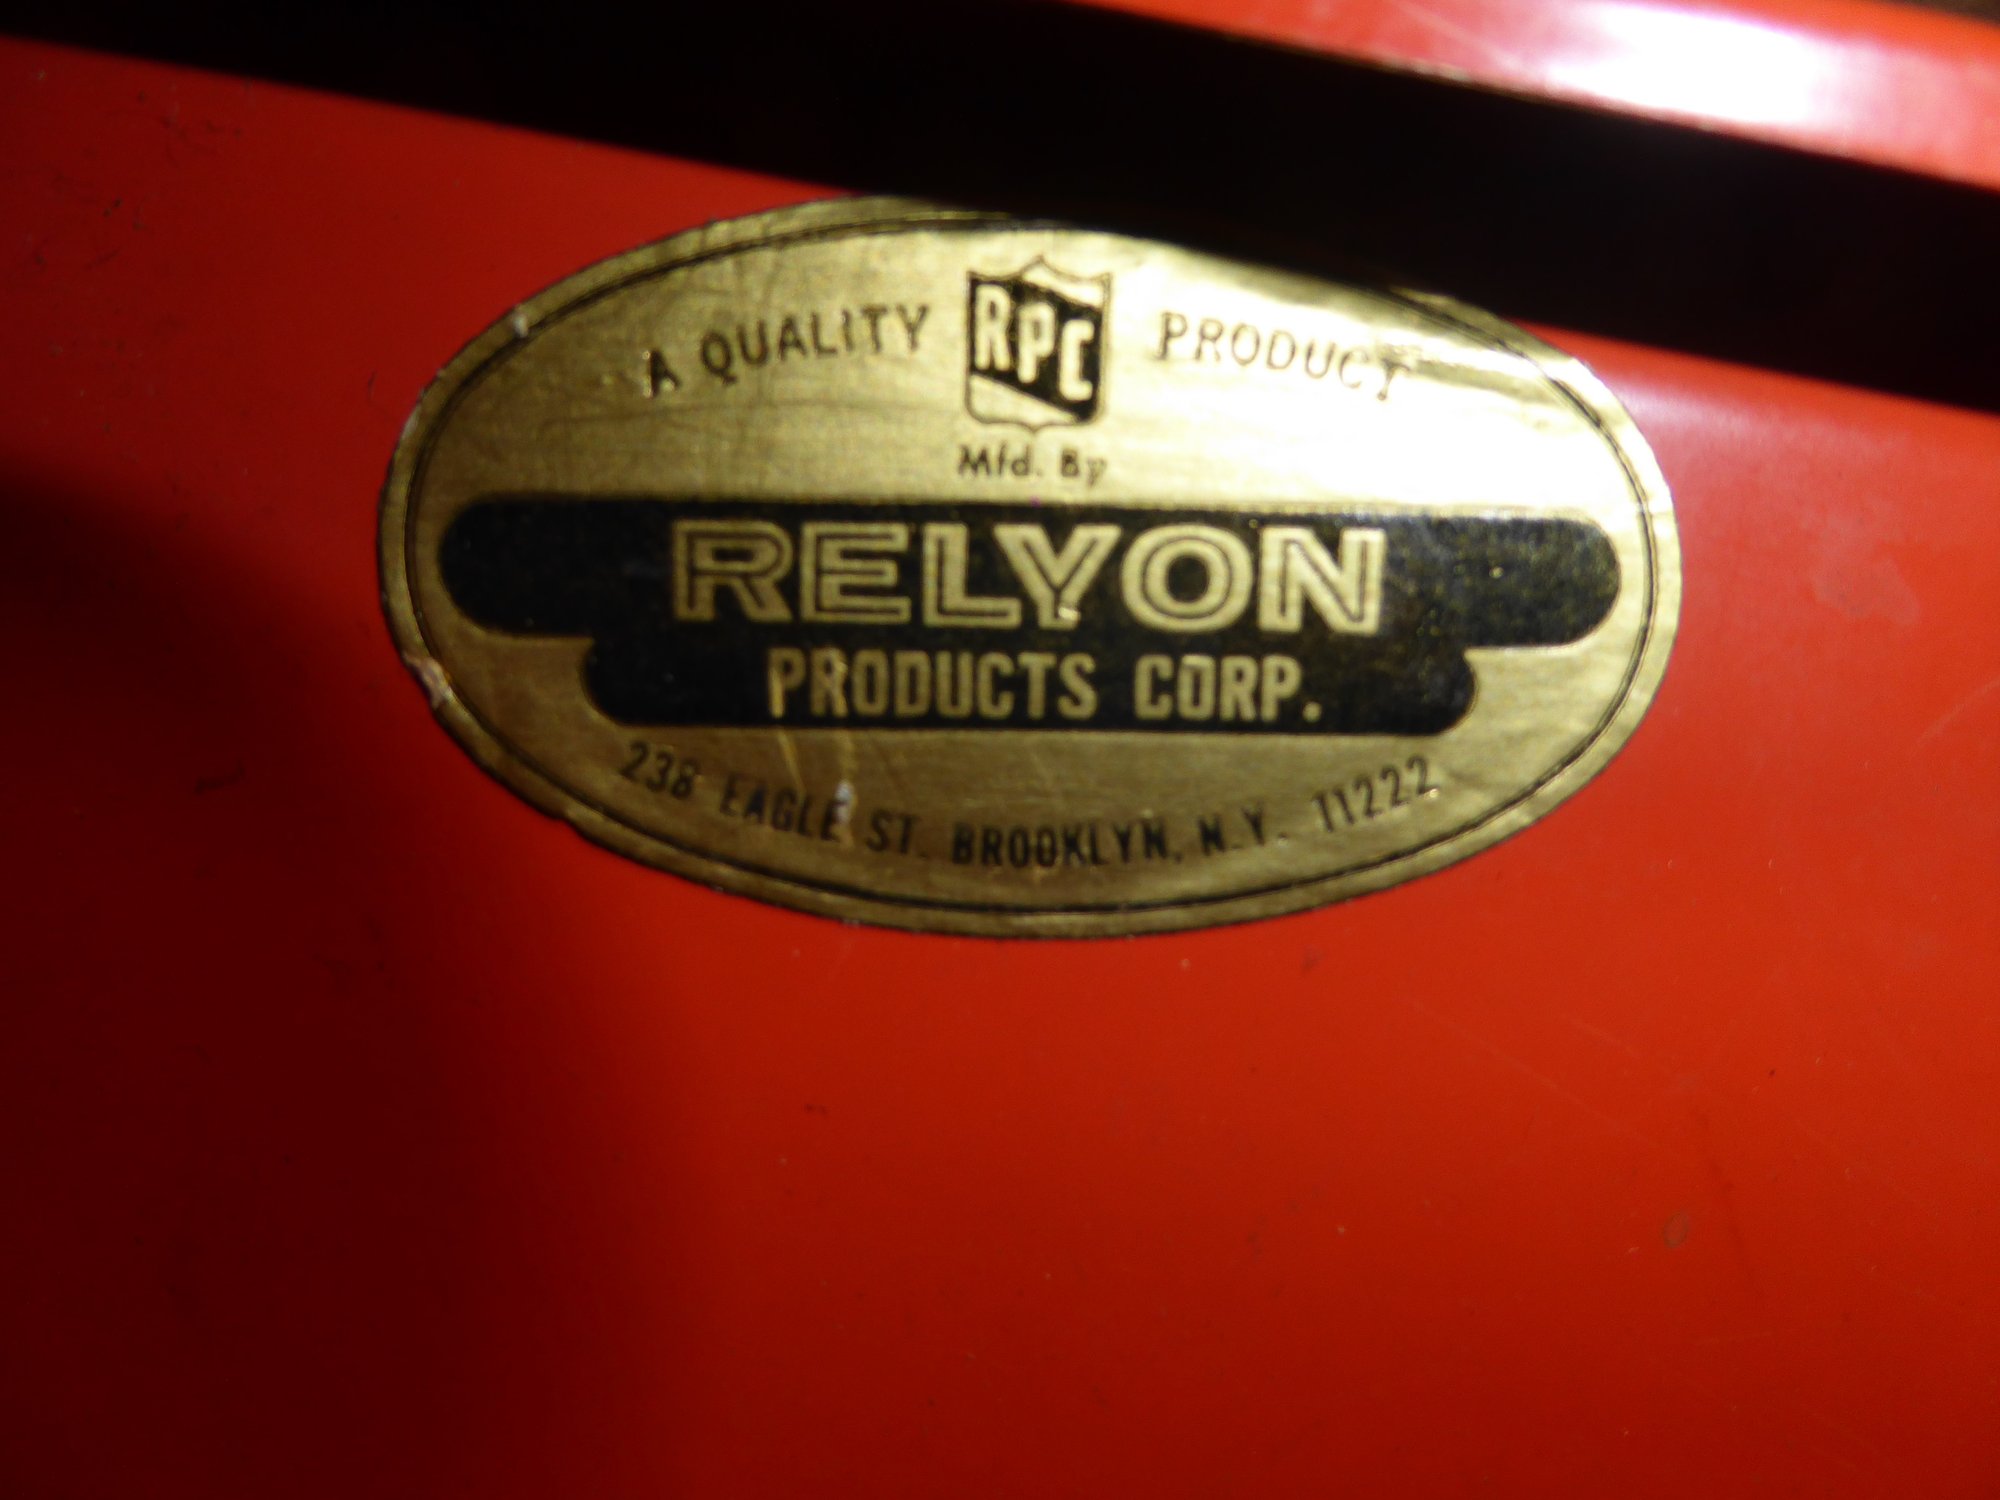 A QUALITY RPC PRODUCT
Mfd. By
RELYON
PRODUCTS CORP.
238 EAGLE ST. BROOKLYN, N.Y. 11222